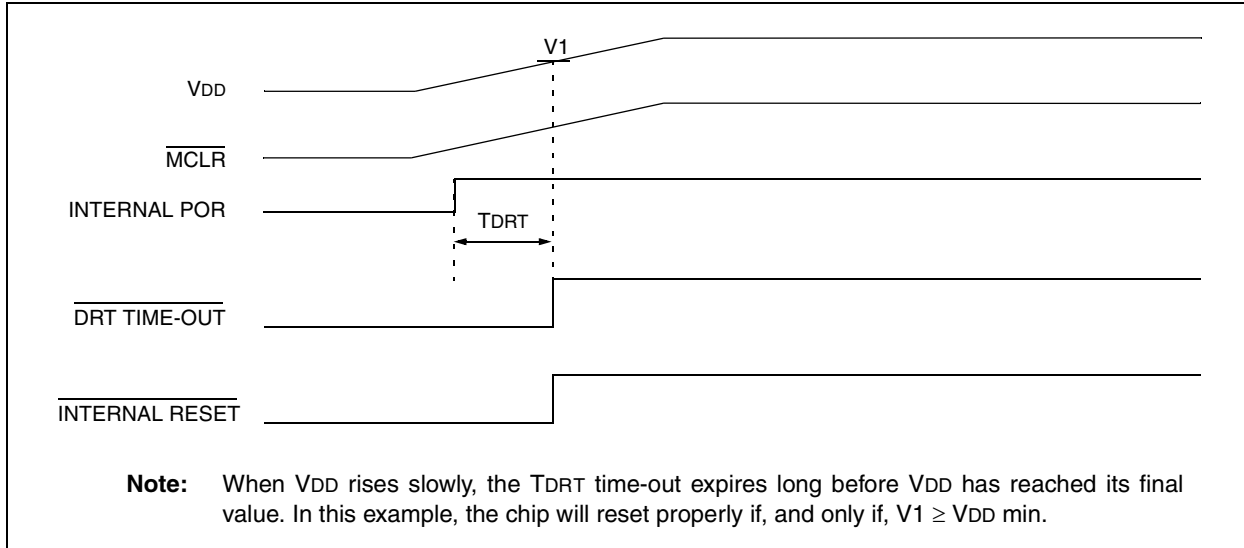 V1
VDD
MCLR
INTERNAL POR
TDRT
DRT TIME-OUT
INTERNAL RESET
Note: When VDD rises slowly, the TDRT time-out expires long before VDD has reached its final
value. In this example, the chip will reset properly if, and only if, V1 ≥ VDD min.